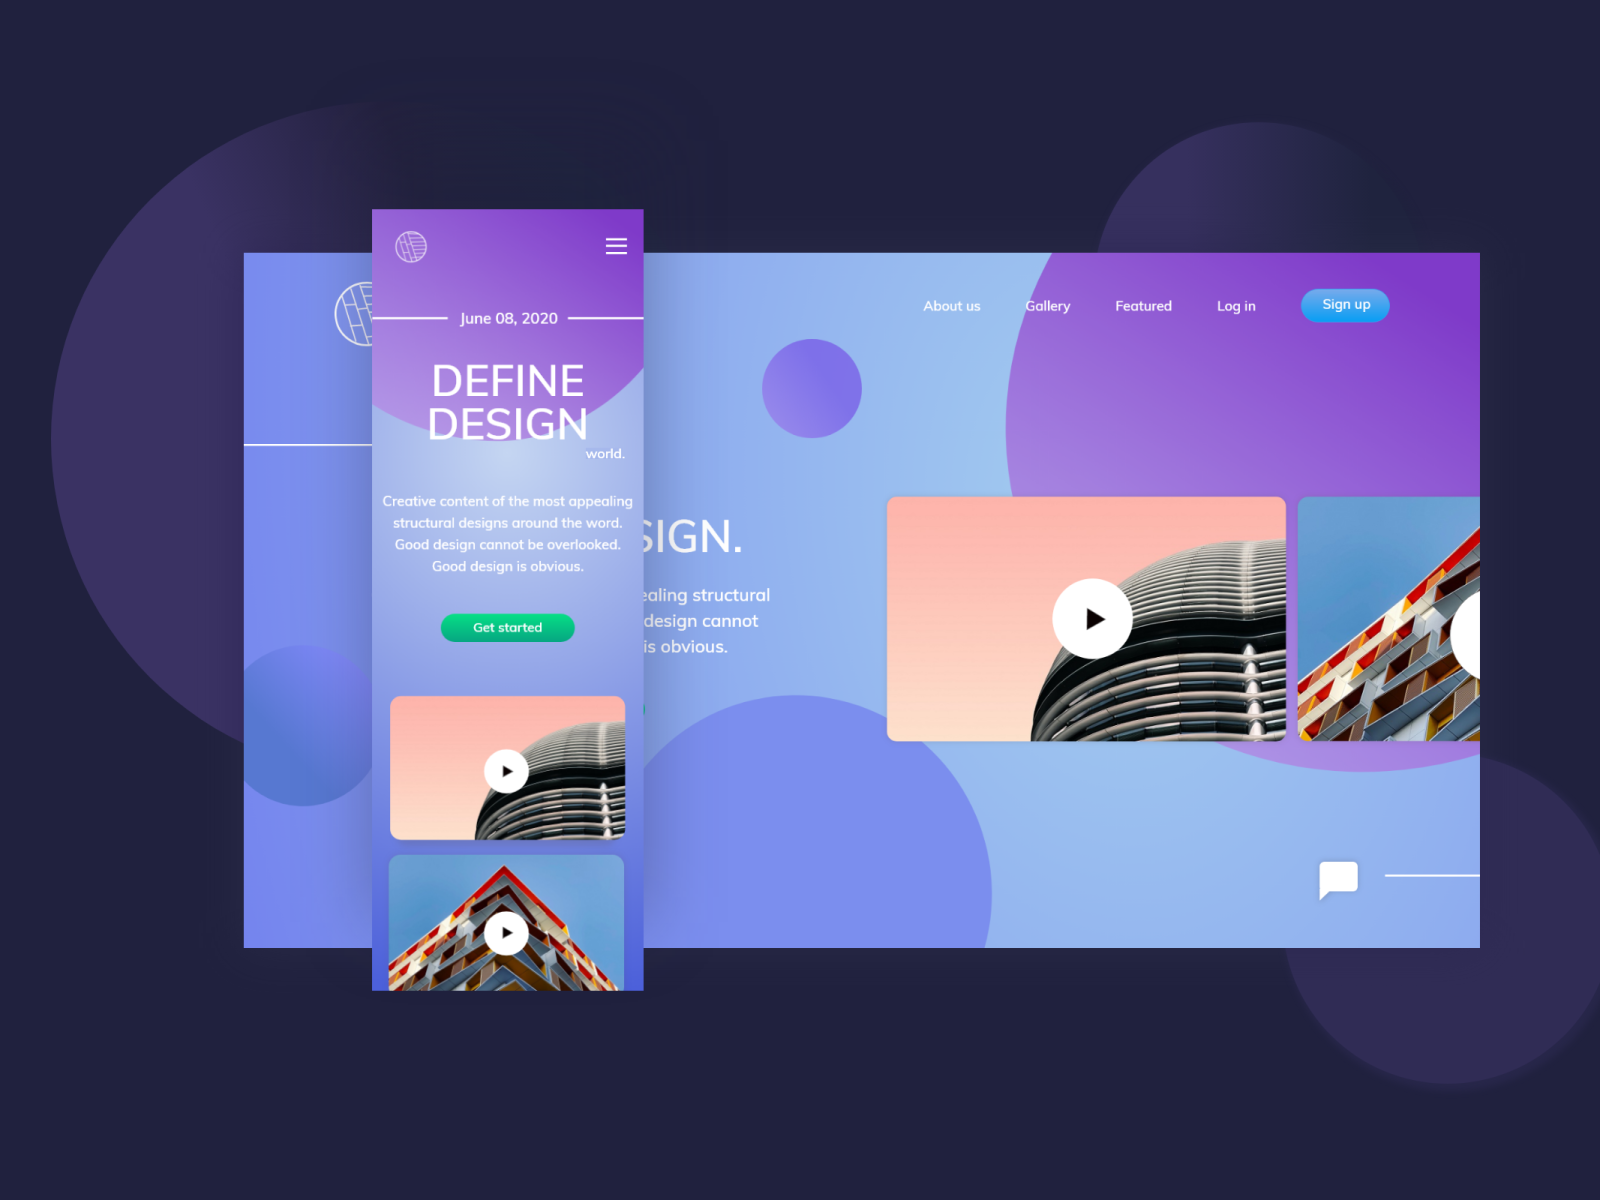 June 08, 2020
DEFINE
DESIGN
world.
Creative content of the most appealing
structural designs around the word.
Good design cannot be overlooked.
Good design is obvious.
Get started
About us
Gallery
Featured
Log in
Sign up
SIGN.
ealing structural
design cannot
is obvious.